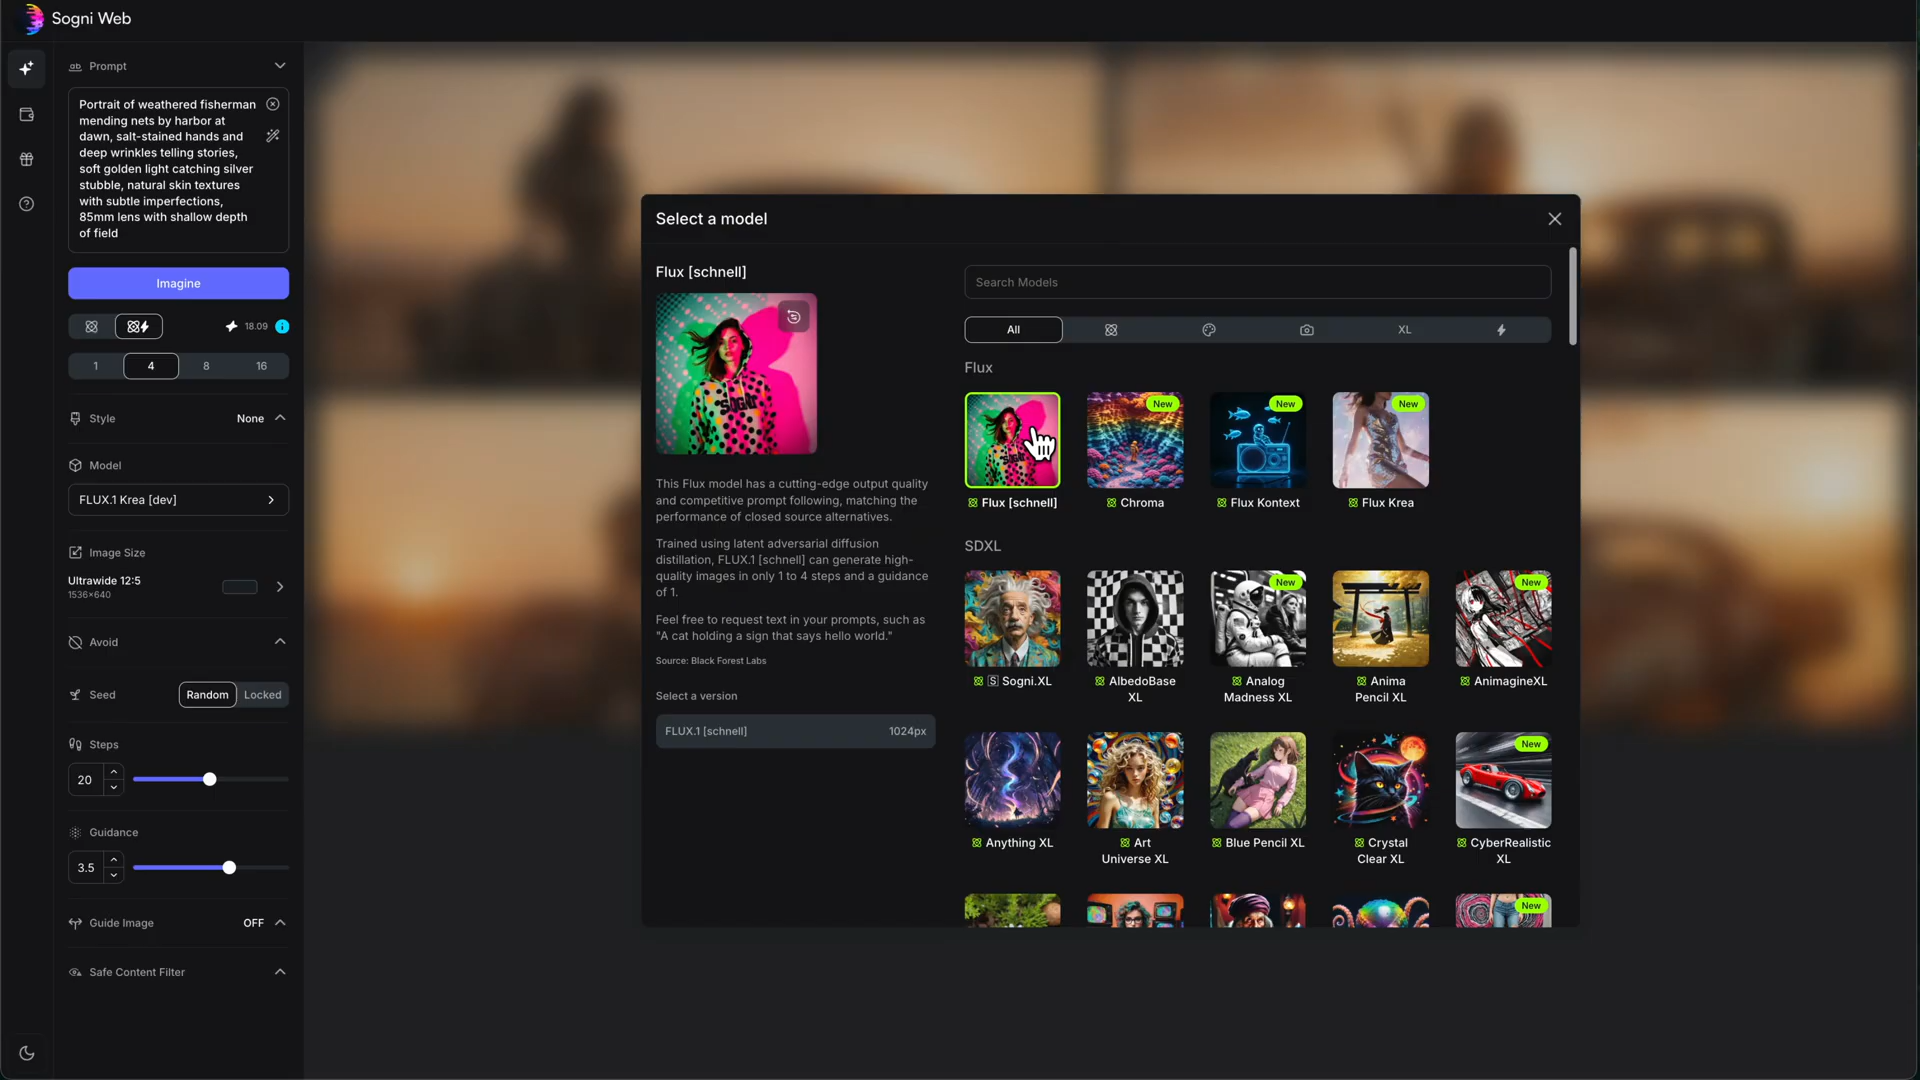 Sogni Web
Prompt
Portrait of weathered fisherman
mending nets by harbor at
dawn, salt-stained hands and
deep wrinkles telling stories,
soft golden light catching silver
stubble, natural skin textures
with subtle imperfections,
85mm lens with shallow depth
of field
Imagine
18.09
1 4 8 16
Style None
Model
FLUX.1 Krea [dev]
Image Size
Ultrawide 12:5
1536×640
Avoid
Seed Random Locked
Steps
20
Guidance
3.5
Guide Image OFF
Safe Content Filter
Select a model
Flux [schnell]
SOGNI
This Flux model has a cutting-edge output quality
and competitive prompt following, matching the
performance of closed source alternatives.
Trained using latent adversarial diffusion
distillation, FLUX.1 [schnell] can generate high-
quality images in only 1 to 4 steps and a guidance
of 1.
Feel free to request text in your prompts, such as
"A cat holding a sign that says hello world."
Source: Black Forest Labs
Select a version
FLUX.1 [schnell] 1024px
Search Models
All XL
Flux
New New New
Flux [schnell] Chroma Flux Kontext Flux Krea
SDXL
New New
S Sogni.XL AlbedoBase XL Analog Madness XL Anima Pencil XL AnimagineXL
New
Anything XL Art Universe XL Blue Pencil XL Crystal Clear XL CyberRealistic XL
New